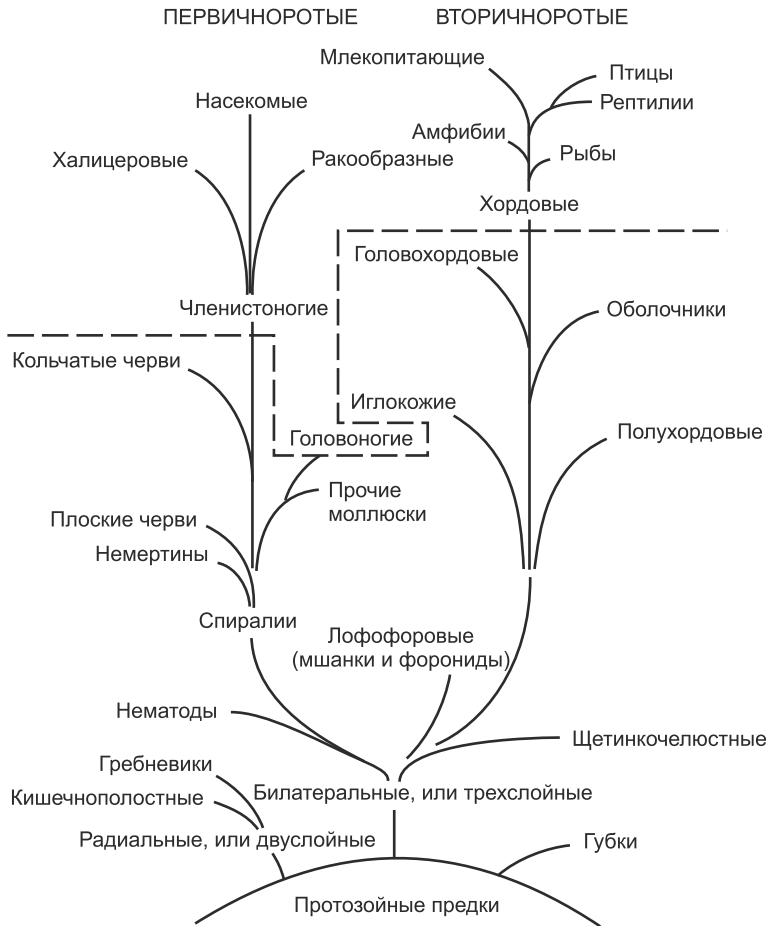 ПЕРВИЧНОРОТЫЕ
ВТОРИЧНОРОТЫЕ
Млекопитающие
Птицы
Насекомые
Рептилии
Амфибии
Халицеровые
Ракообразные
Рыбы
Хордовые
Головохордовые
Членистоногие
Оболочники
Кольчатые черви
Иглокожие
Головоногие
Полухордовые
Прочие
моллюски
Плоские черви
Немертины
Спиралии
Лофофоровые
(мшанки и форониды)
Нематоды
Щетинкочелюстные
Гребневики
Кишечнополостные
Билатеральные, или трехслойные
Радиальные, или двуслойные
Губки
Протозойные предки